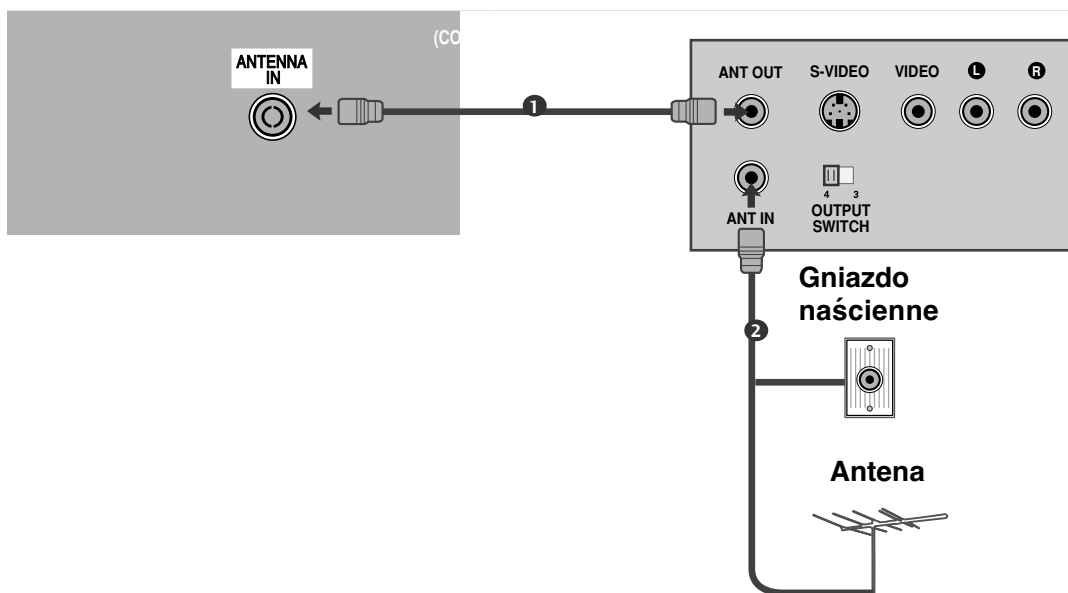 (CO
ANTENNA
IN
ANT OUT
S-VIDEO
VIDEO
L
R
1
4
3
ANT IN
OUTPUT
SWITCH
Gniazdo
naścienne
2
Antena